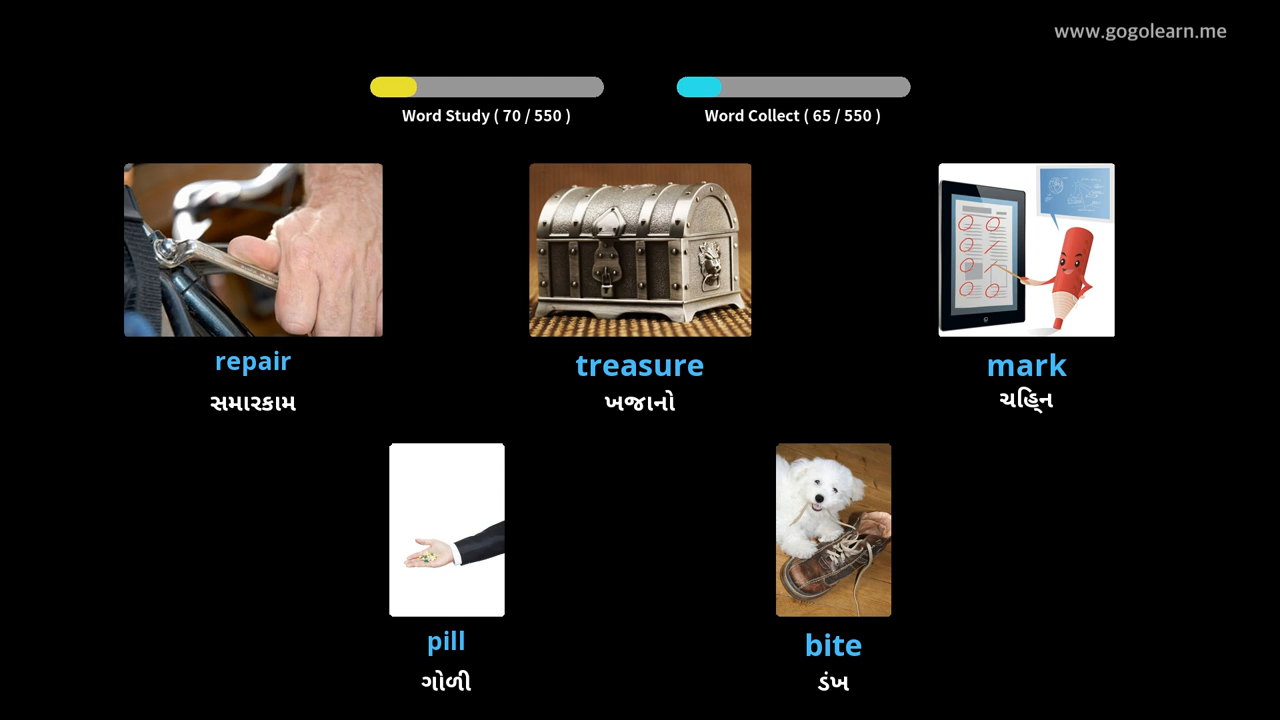 www.gogolearn.me
Word Study ( 70 / 550 )
Word Collect ( 65 / 550 )
repair
treasure
mark
સમારકામ
ખજાનો
ચહ્નિ
pill
bite
ગોળી
ડંખ